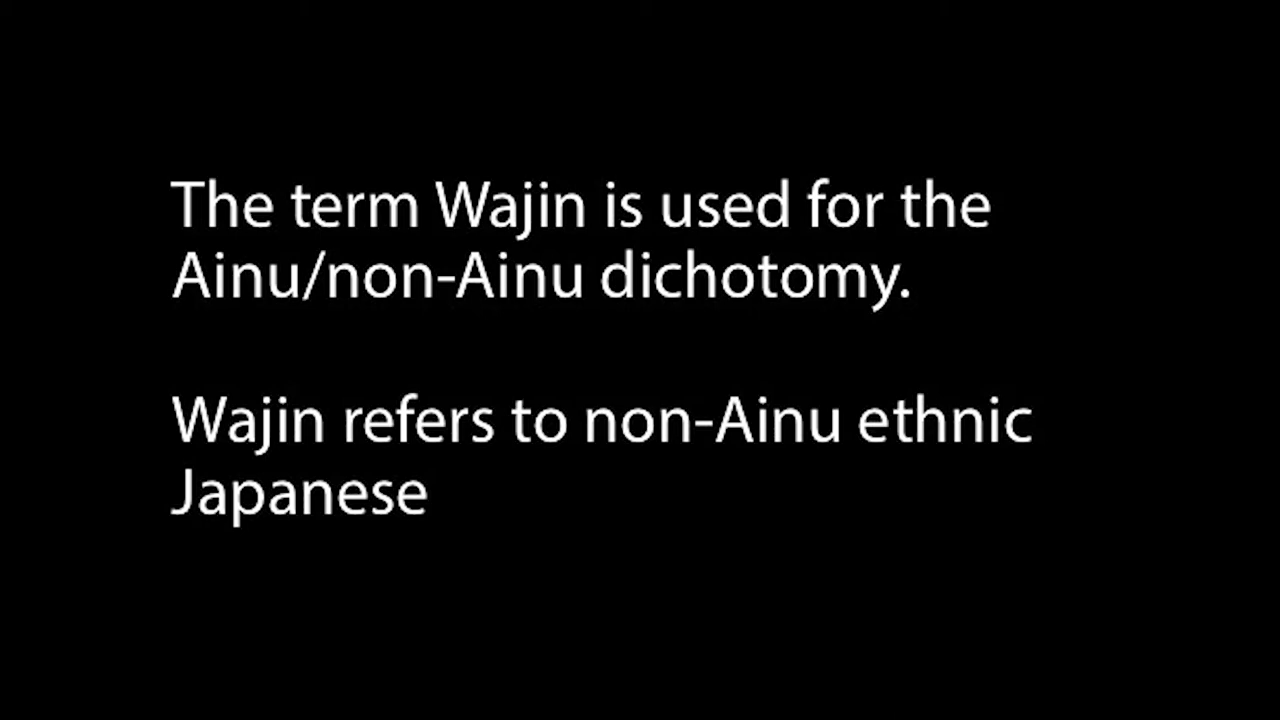 The term Wajin is used for the
Ainu/non-Ainu dichotomy.
Wajin refers to non-Ainu ethnic
Japanese